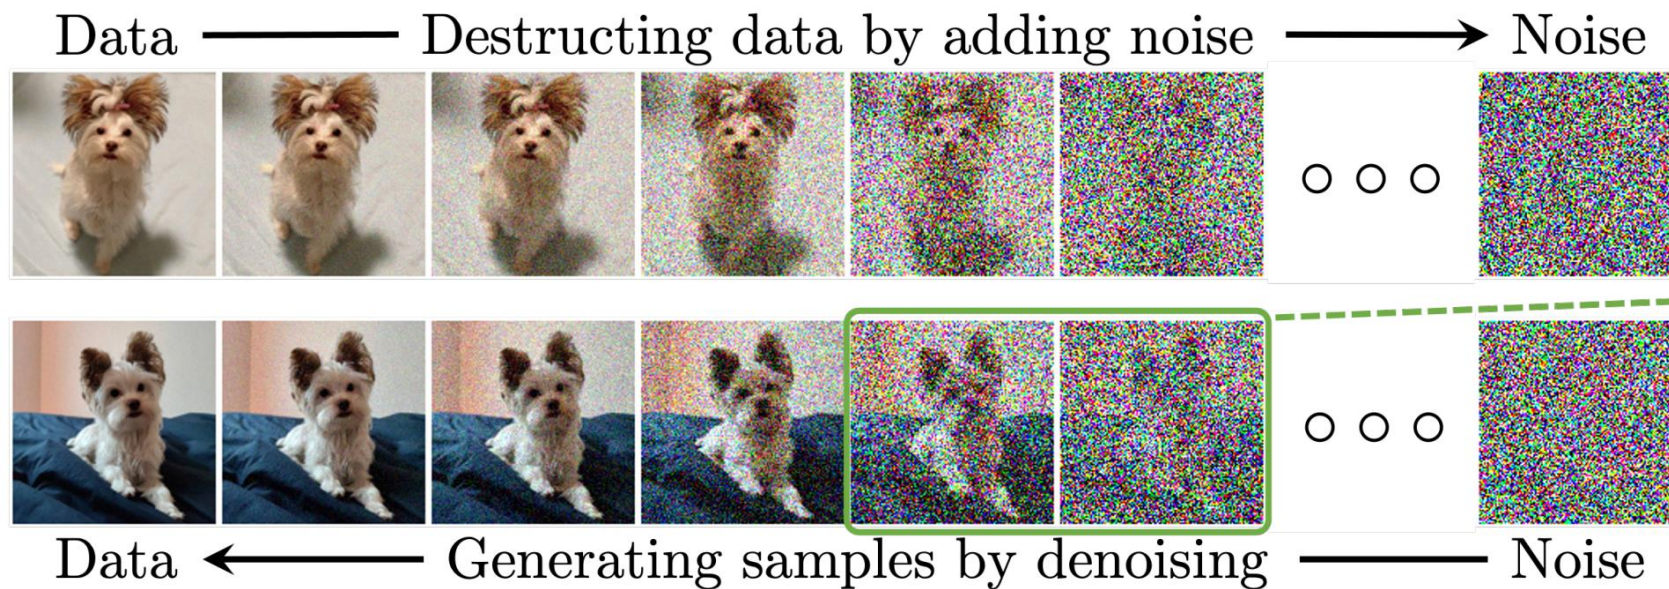 Data Destructing data by adding noise Noise
Data Generating samples by denoising Noise